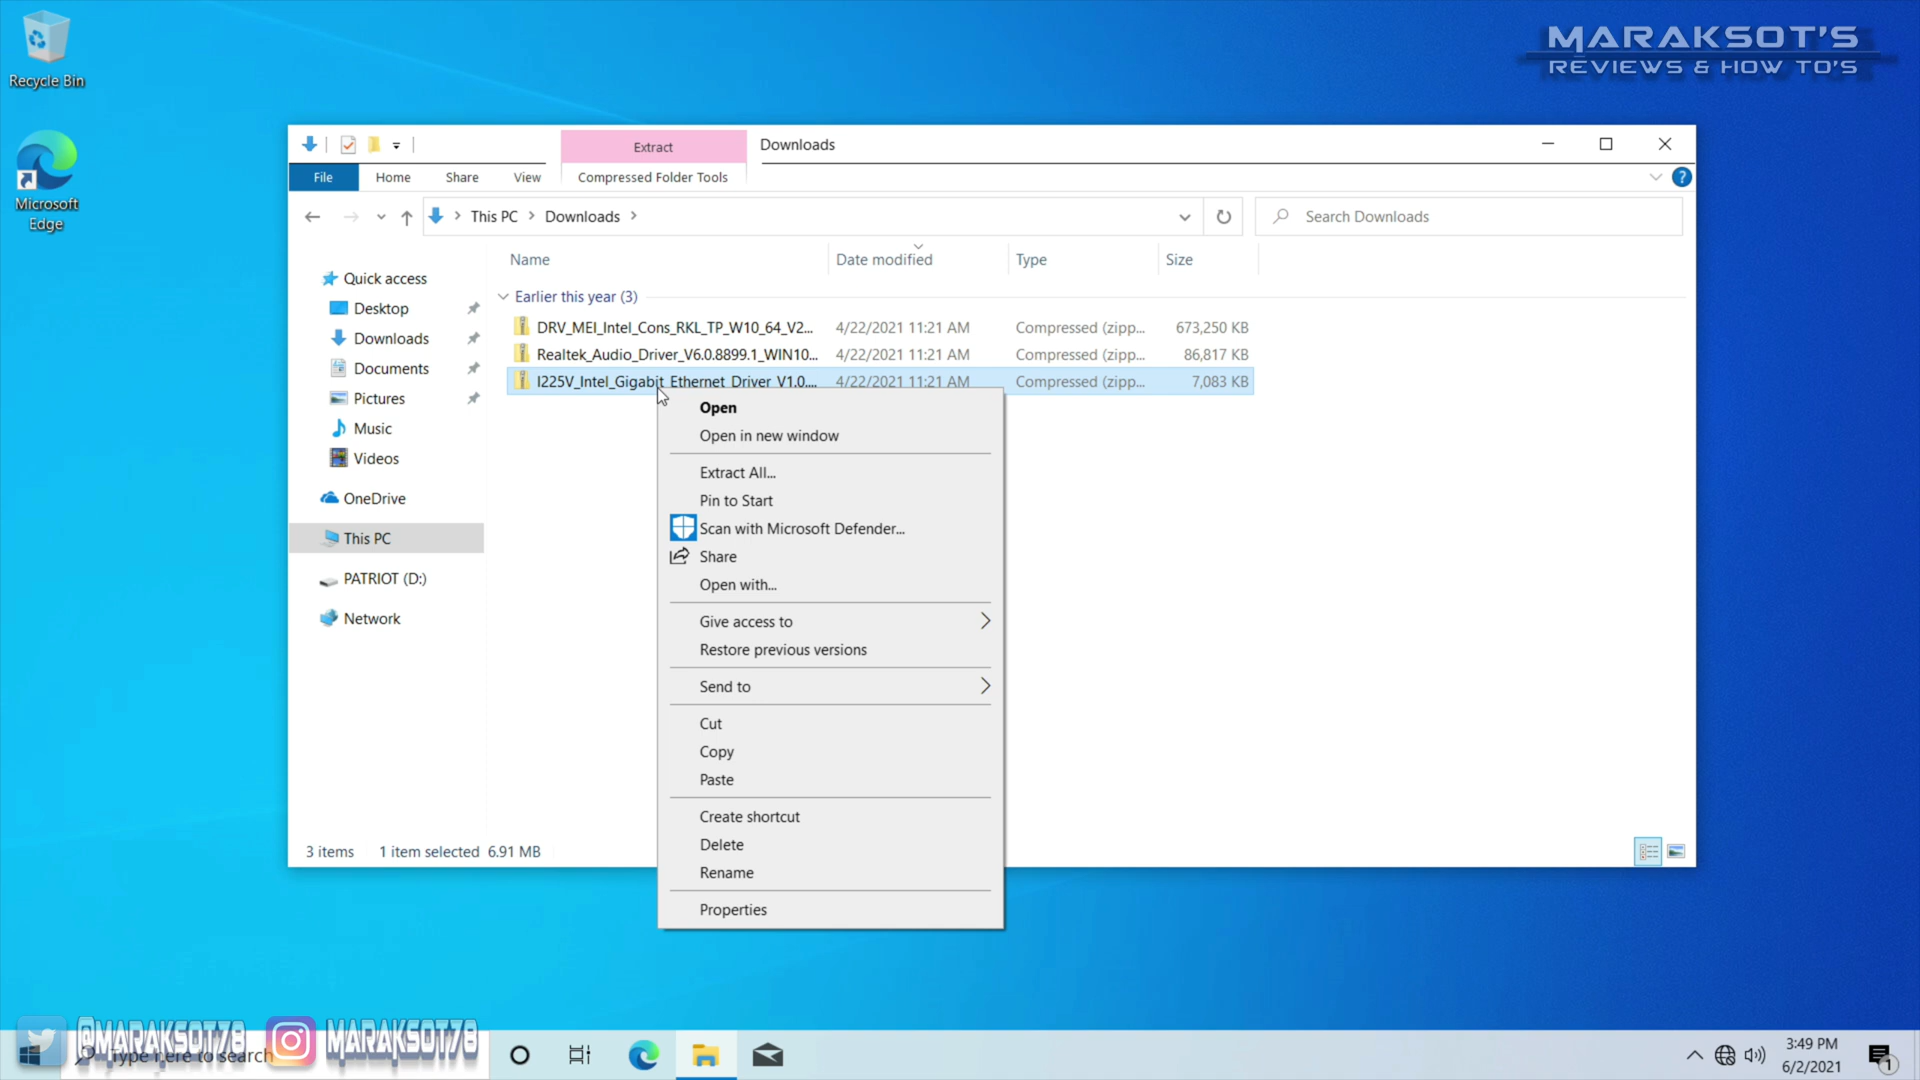 Recycle Bin
MARAKSOT'S
REVIEWS & HOW TO'S
Microsoft
Edge
Extract
Downloads
File
Home
Share
View
Compressed Folder Tools
This PC
Downloads
Search Downloads
Name
Date modified
Type
Size
Quick access
Desktop
Downloads
Documents
Pictures
Music
Videos
OneDrive
This PC
PATRIOT (D:)
Network
Earlier this year (3)
DRV_MEI_Intel_Cons_RKL_TP_W10_64_V2... 4/22/2021 11:21 AM Compressed (zipp... 673,250 KB
Realtek_Audio_Driver_V6.0.8899.1_WIN10... 4/22/2021 11:21 AM Compressed (zipp... 86,817 KB
I225V_Intel_Gigabit_Ethernet_Driver_V1.0.... 4/22/2021 11:21 AM Compressed (zipp... 7,083 KB
Open
Open in new window
Extract All...
Pin to Start
Scan with Microsoft Defender...
Share
Open with...
Give access to
Restore previous versions
Send to
Cut
Copy
Paste
Create shortcut
Delete
Rename
Properties
3 items 1 item selected 6.91 MB
@MARAKSOT78
MARAKSOT78
Type here to search
3:49 PM
6/2/2021
1